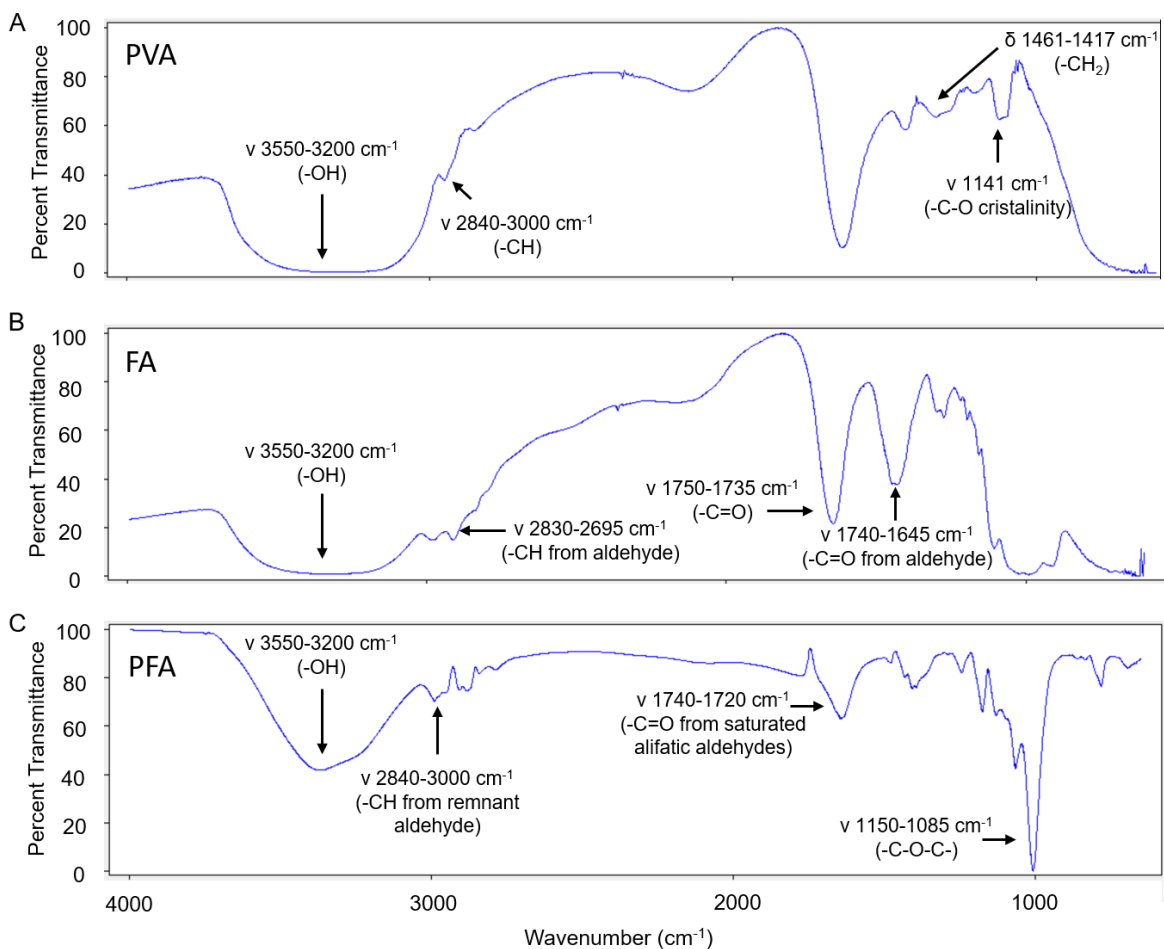 A
PVA
100
80
60
40
20
0
Percent Transmittance
v 3550-3200 cm⁻¹
(-OH)
v 2840-3000 cm⁻¹
(-CH)
δ 1461-1417 cm⁻¹
(-CH₂)
v 1141 cm⁻¹
(-C-O cristalinity)
B
FA
100
80
60
40
20
0
Percent Transmittance
v 3550-3200 cm⁻¹
(-OH)
v 2830-2695 cm⁻¹
(-CH from aldehyde)
v 1750-1735 cm⁻¹
(-C=O)
v 1740-1645 cm⁻¹
(-C=O from aldehyde)
C
PFA
100
80
60
40
20
0
Percent Transmittance
v 3550-3200 cm⁻¹
(-OH)
v 2840-3000 cm⁻¹
(-CH from remnant
aldehyde)
v 1740-1720 cm⁻¹
(-C=O from saturated
alifatic aldehydes)
v 1150-1085 cm⁻¹
(-C-O-C-)
4000 3000 2000 1000
Wavenumber (cm⁻¹)